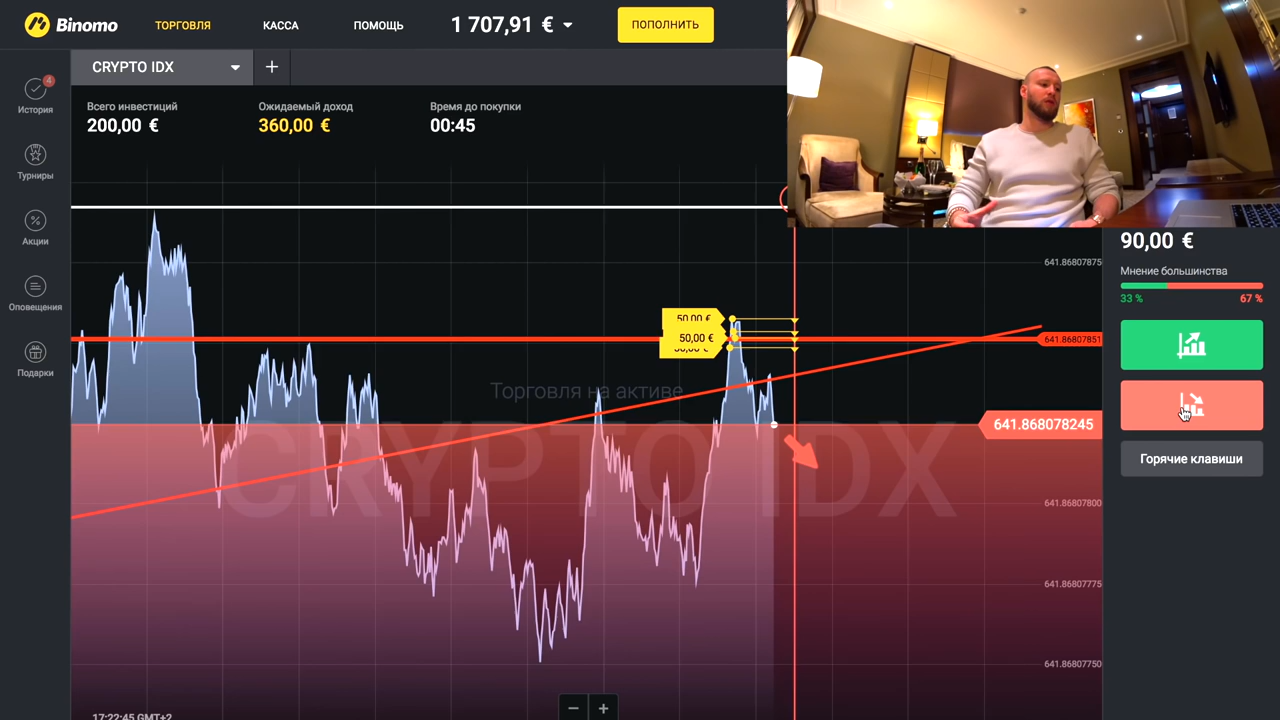 Binomo
ТОРГОВЛЯ
КАССА
ПОМОЩЬ
1 707,91 €
ПОПОЛНИТЬ
CRYPTO IDX
+
4
История
Турниры
Акции
Оповещения
Подарки
Всего инвестиций
200,00 €
Ожидаемый доход
360,00 €
Время до покупки
00:45
50,00 €
50,00 €
50,00 €
Торговля на активе
CRYPTO IDX
641.86807875
641.86807851
641.868078245
641.86807800
641.86807775
641.86807750
90,00 €
Мнение большинства
33 %
67 %
Горячие клавиши
17:22:45 GMT+2